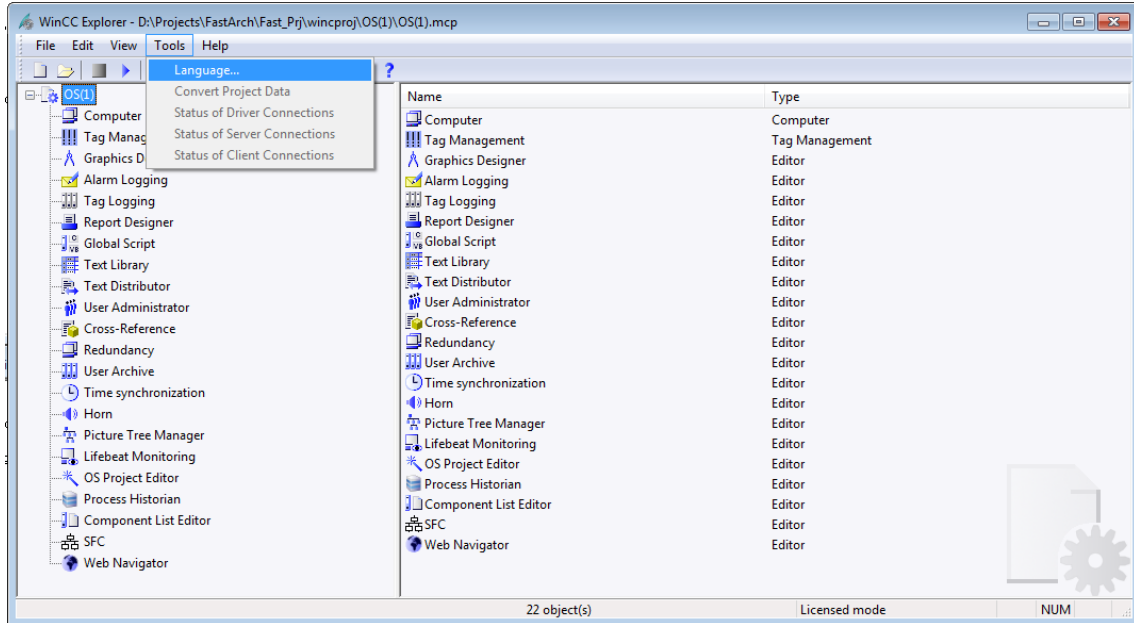 WinCC Explorer - D:\Projects\FastArch\Fast_Prj\wincproj\OS(1)\OS(1).mcp
File Edit View Tools Help
Language...
Convert Project Data
Status of Driver Connections
Status of Server Connections
Status of Client Connections
OS(1)
Computer
Tag Manag
Graphics D
Alarm Logging
Tag Logging
Report Designer
Global Script
Text Library
Text Distributor
User Administrator
Cross-Reference
Redundancy
User Archive
Time synchronization
Horn
Picture Tree Manager
Lifebeat Monitoring
OS Project Editor
Process Historian
Component List Editor
SFC
Web Navigator
Name Type
Computer Computer
Tag Management Tag Management
Graphics Designer Editor
Alarm Logging Editor
Tag Logging Editor
Report Designer Editor
Global Script Editor
Text Library Editor
Text Distributor Editor
User Administrator Editor
Cross-Reference Editor
Redundancy Editor
User Archive Editor
Time synchronization Editor
Horn Editor
Picture Tree Manager Editor
Lifebeat Monitoring Editor
OS Project Editor Editor
Process Historian Editor
Component List Editor Editor
SFC Editor
Web Navigator Editor
22 object(s) Licensed mode NUM